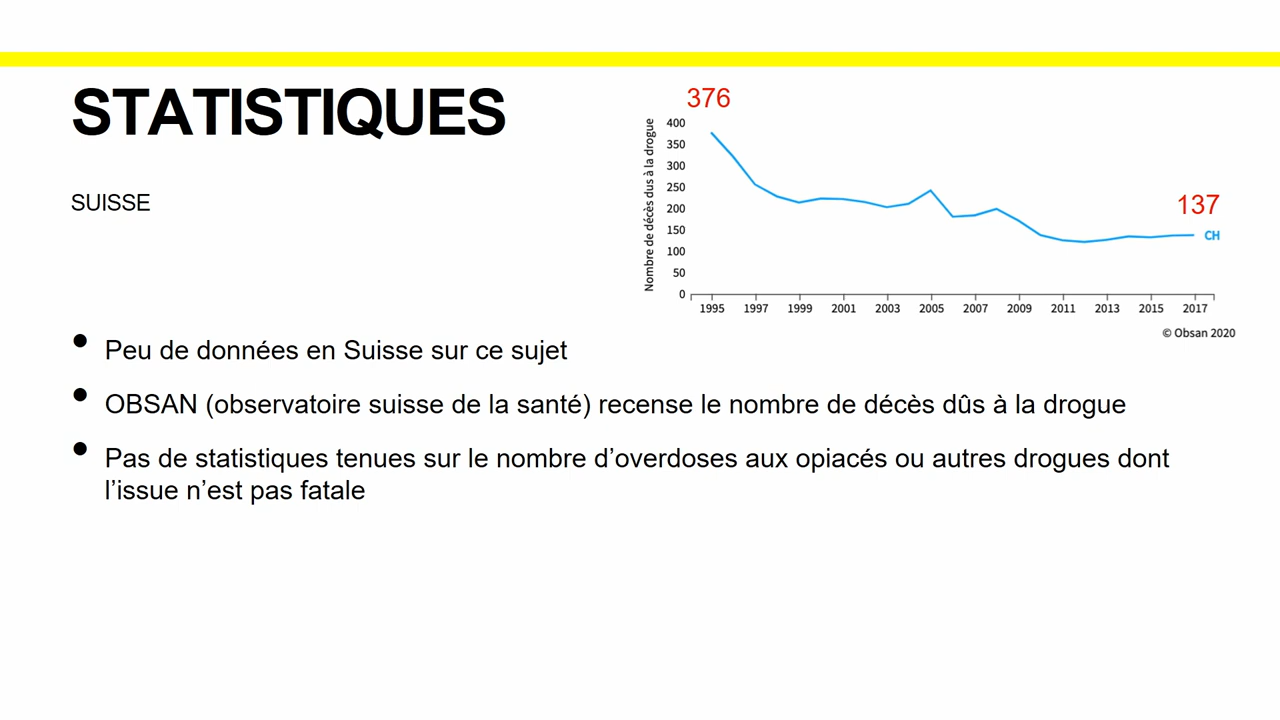 STATISTIQUES
SUISSE
376
137
Nombre de décès dus à la drogue
400
350
300
250
200
150
100
50
0
CH
1995 1997 1999 2001 2003 2005 2007 2009 2011 2013 2015 2017
© Obsan 2020
• Peu de données en Suisse sur ce sujet
• OBSAN (observatoire suisse de la santé) recense le nombre de décès dûs à la drogue
• Pas de statistiques tenues sur le nombre d’overdoses aux opiacés ou autres drogues dont
l’issue n’est pas fatale